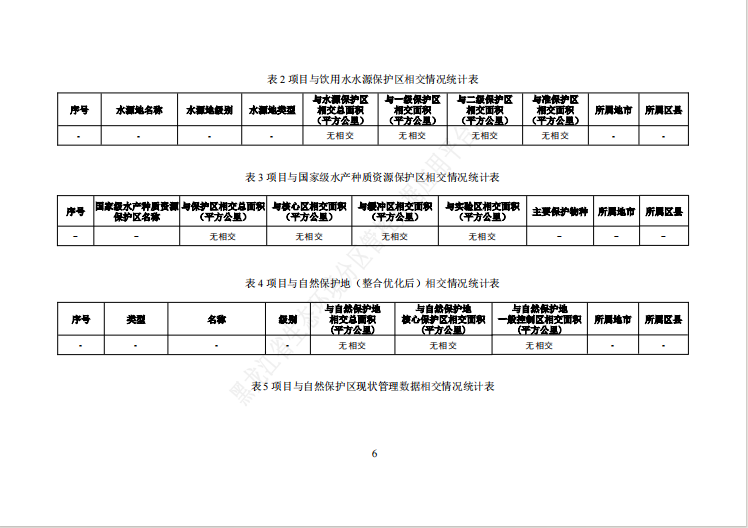 表 2 项目与饮用水水源保护区相交情况统计表
序号 水源地名称 水源地级别 水源地类型 与水源保护区相交总面积（平方公里） 与一级保护区相交面积（平方公里） 与二级保护区相交面积（平方公里） 与准保护区相交面积（平方公里） 所属地市 所属区县
- - - - 无相交 无相交 无相交 无相交 - -
表 3 项目与国家级水产种质资源保护区相交情况统计表
序号 国家级水产种质资源保护区名称 与保护区相交总面积（平方公里） 与核心区相交面积（平方公里） 与缓冲区相交面积（平方公里） 与实验区相交面积（平方公里） 主要保护物种 所属地市 所属区县
- - 无相交 无相交 无相交 无相交 - - -
表 4 项目与自然保护地（整合优化后）相交情况统计表
序号 类型 名称 级别 与自然保护地相交总面积(平方公里) 与自然保护地核心保护区相交面积(平方公里) 与自然保护地一般控制区相交面积(平方公里) 所属地市 所属区县
- - - - 无相交 无相交 无相交 - -
表 5 项目与自然保护区现状管理数据相交情况统计表
6